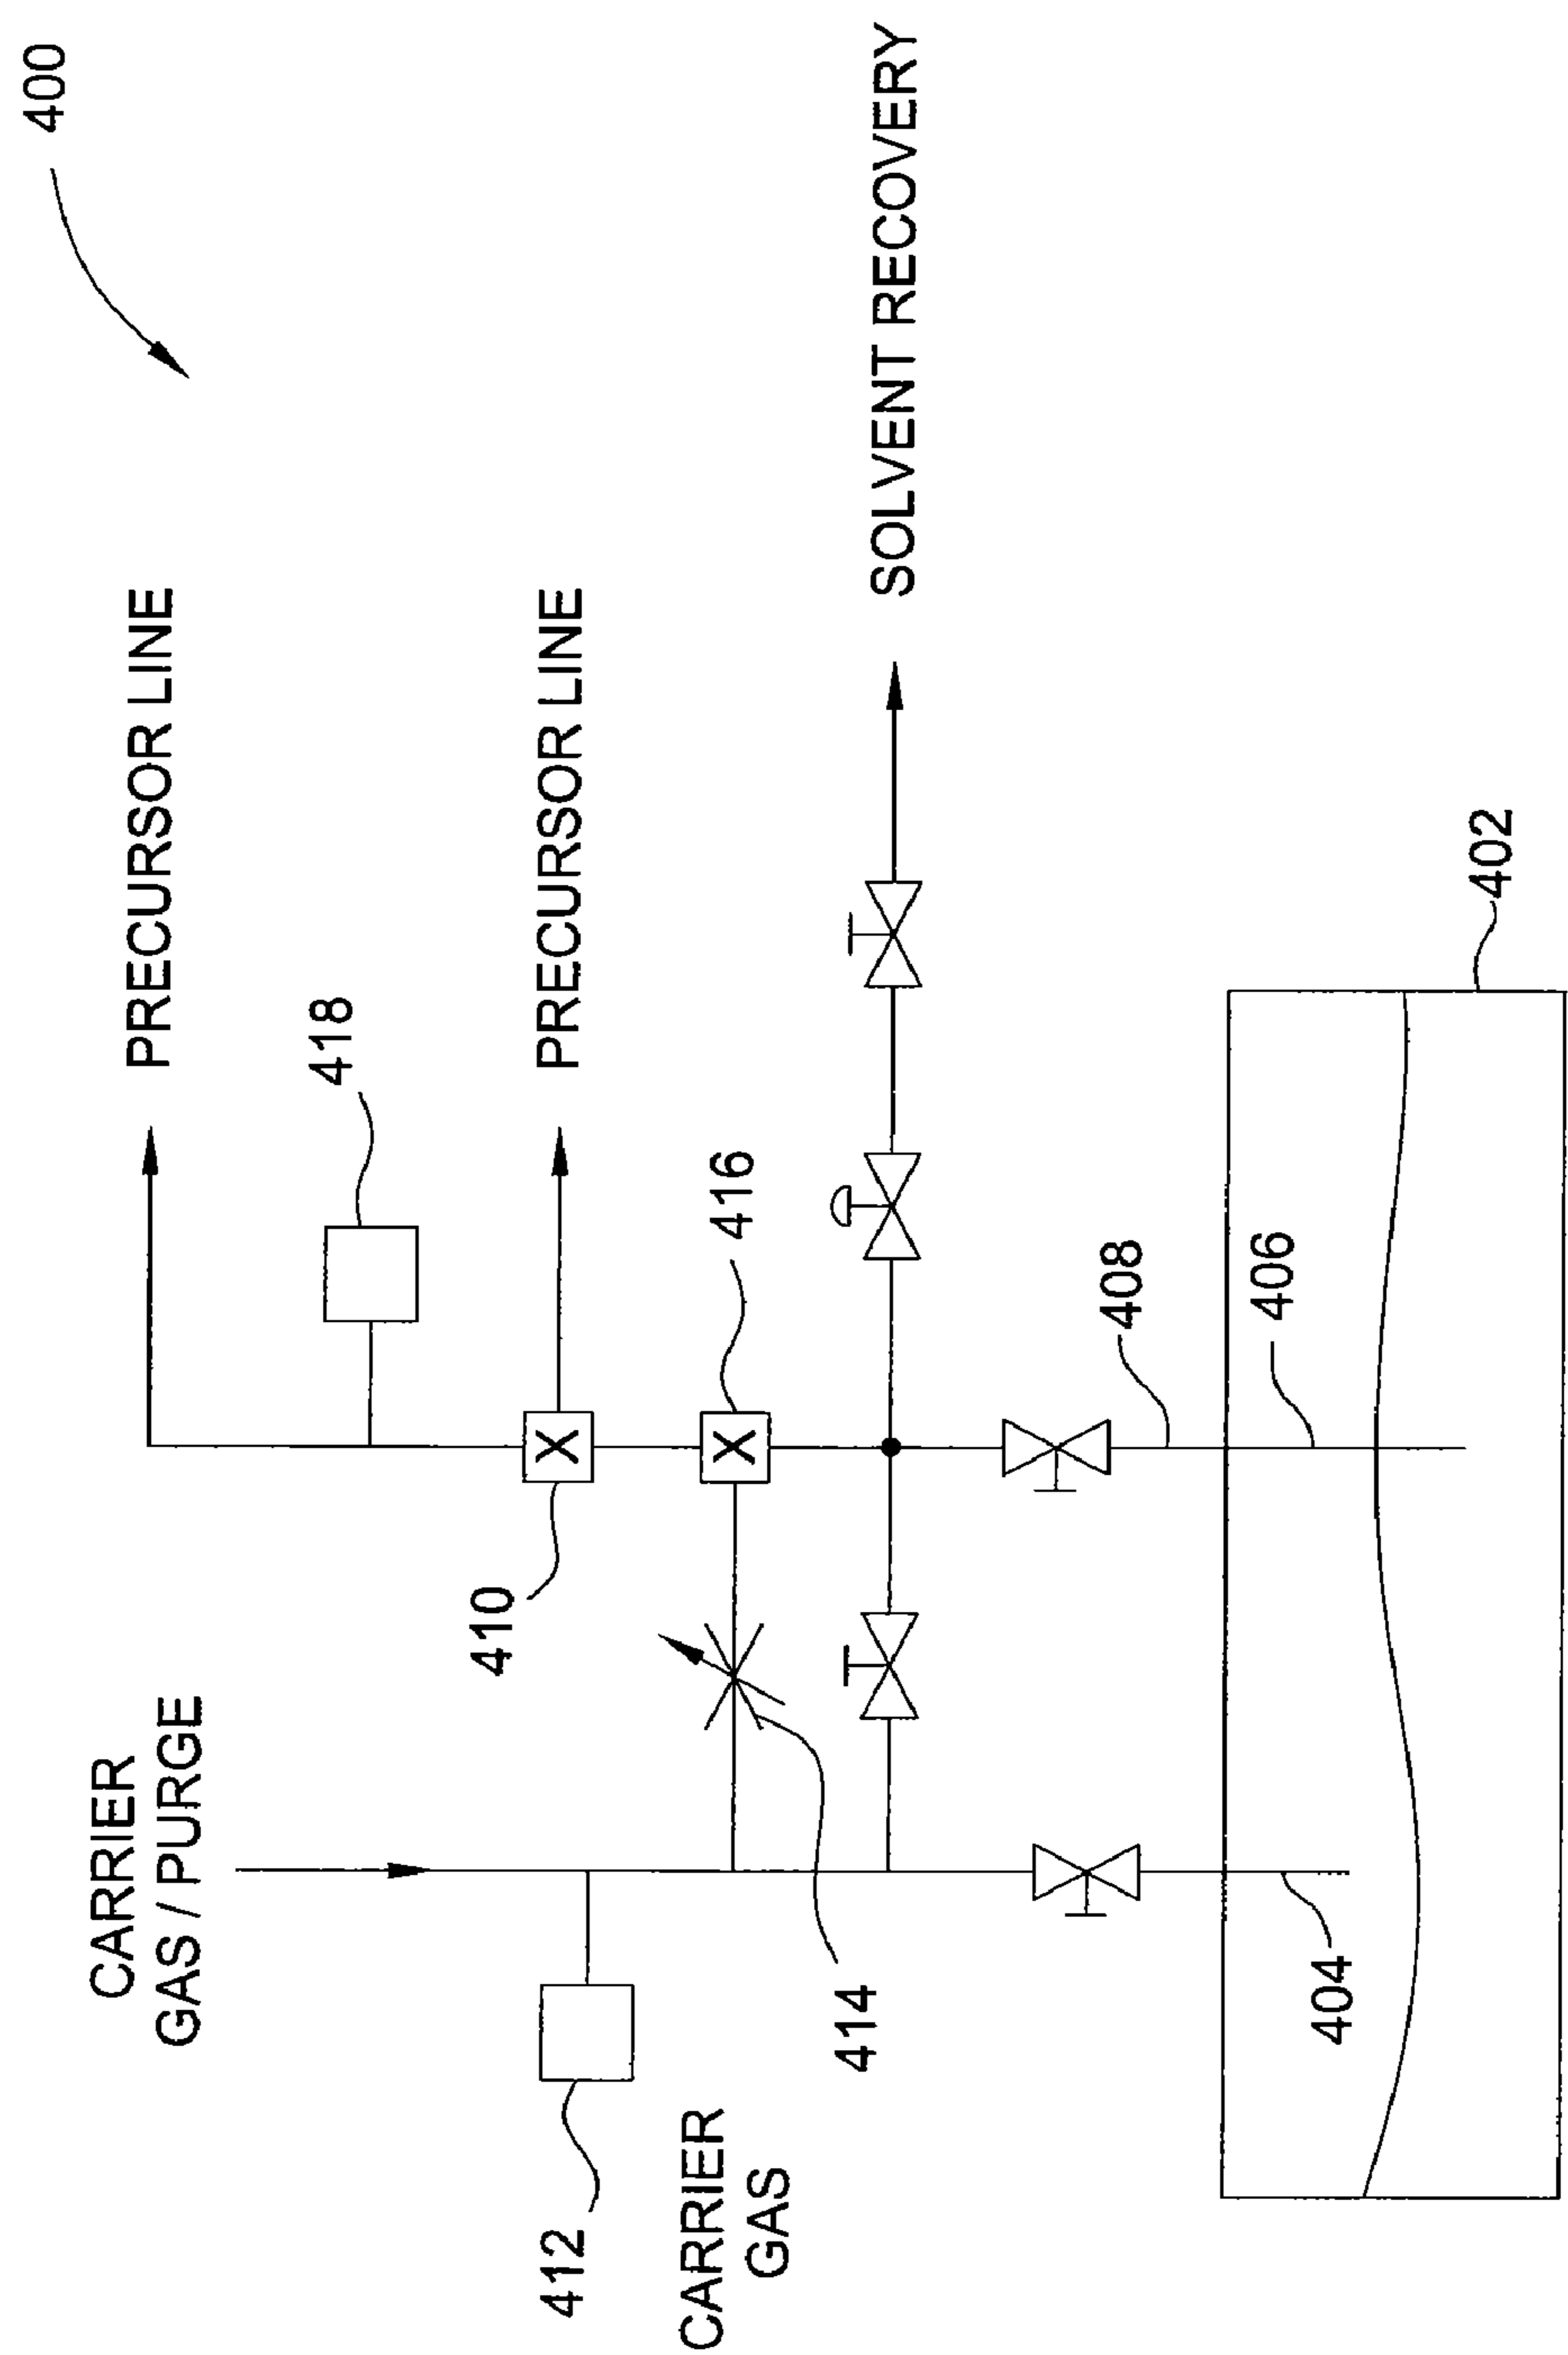 400
PRECURSOR LINE
418
PRECURSOR LINE
416
SOLVENT RECOVERY
CARRIER
GAS / PURGE
410
408
406
402
412
CARRIER
GAS
414
404